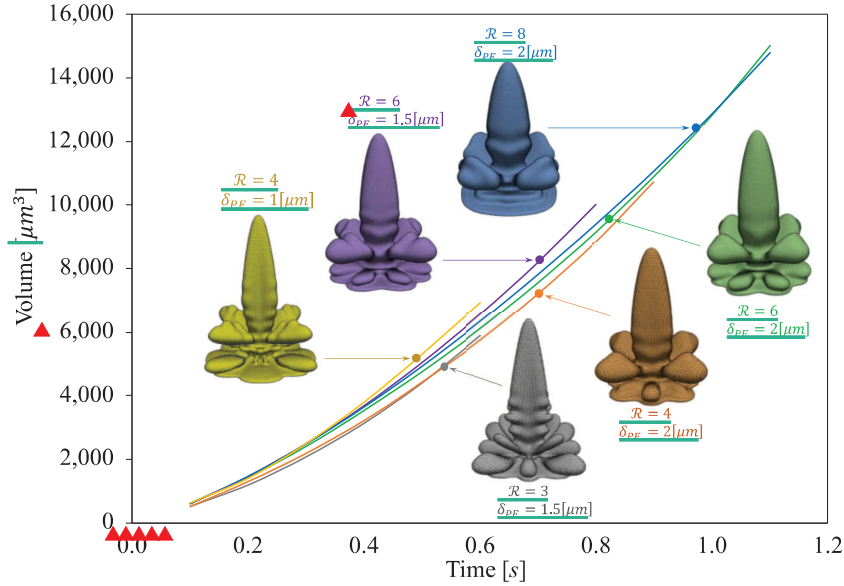 16,000
14,000
12,000
10,000
8,000
6,000
4,000
2,000
0
Volume [μm³]
0.0 0.2 0.4 0.6 0.8 1.0 1.2
Time [s]
ℛ = 8
δ_PF = 2[μm]
ℛ = 6
δ_PF = 1.5[μm]
ℛ = 4
δ_PF = 1[μm]
ℛ = 6
δ_PF = 2[μm]
ℛ = 4
δ_PF = 2[μm]
ℛ = 3
δ_PF = 1.5[μm]